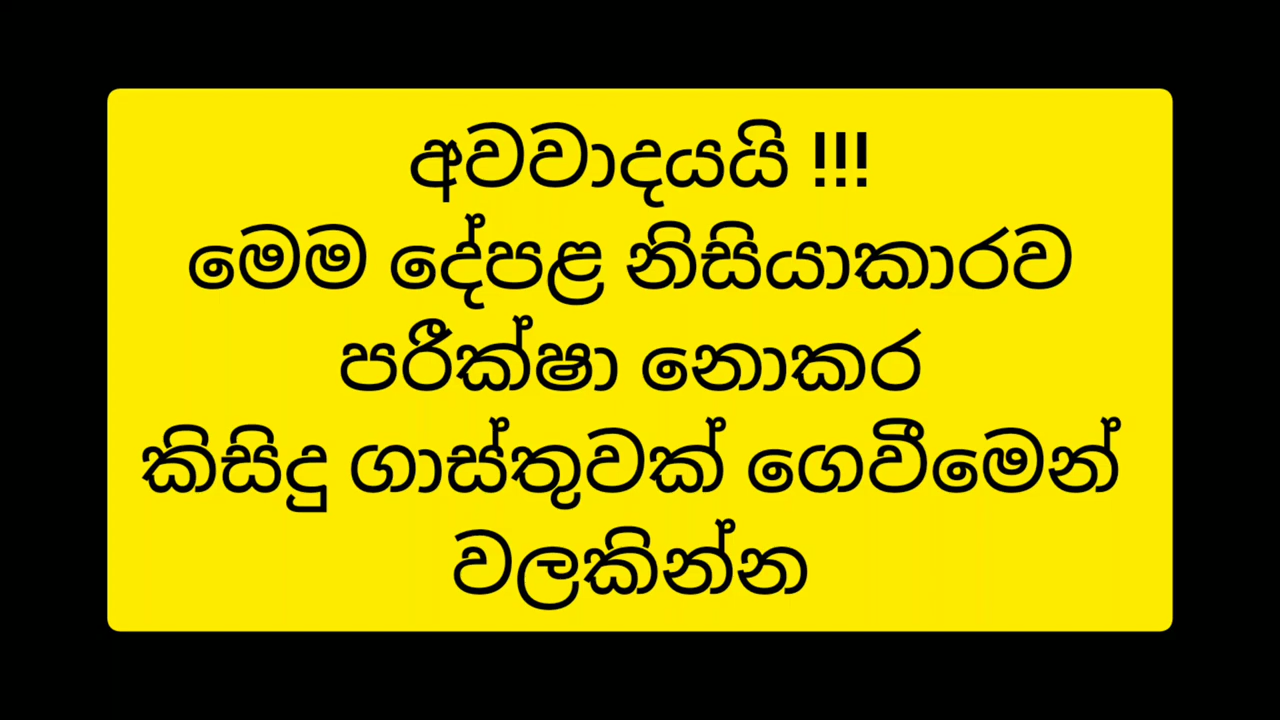 අවවාදයයි !!!
මෙම දේපළ නිසියාකාරව
පරීක්ෂා නොකර
කිසිදු ගාස්තුවක් ගෙවීමෙන්
වලකින්න